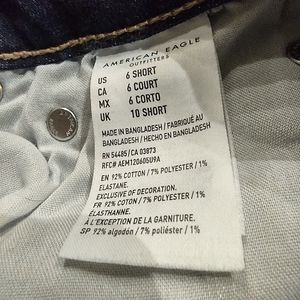 AMERICAN EAGLE
OUTFITTERS
US 6 SHORT
CA 6 COURT
MX 6 CORTO
UK 10 SHORT
MADE IN BANGLADESH / FABRIQUÉ AU
BANGLADESH / HECHO EN BANGLADESH
RN 54485/ CA 03873
RFC# AEM120605U9A
EN 92% COTTON / 7% POLYESTER / 1%
ELASTANE.
EXCLUSIVE OF DECORATION.
FR 92% COTON / 7% POLYESTER / 1%
ÉLASTHANNE.
À L'EXCEPTION DE LA GARNITURE.
SP 92% algodón / 7% poliéster / 1%